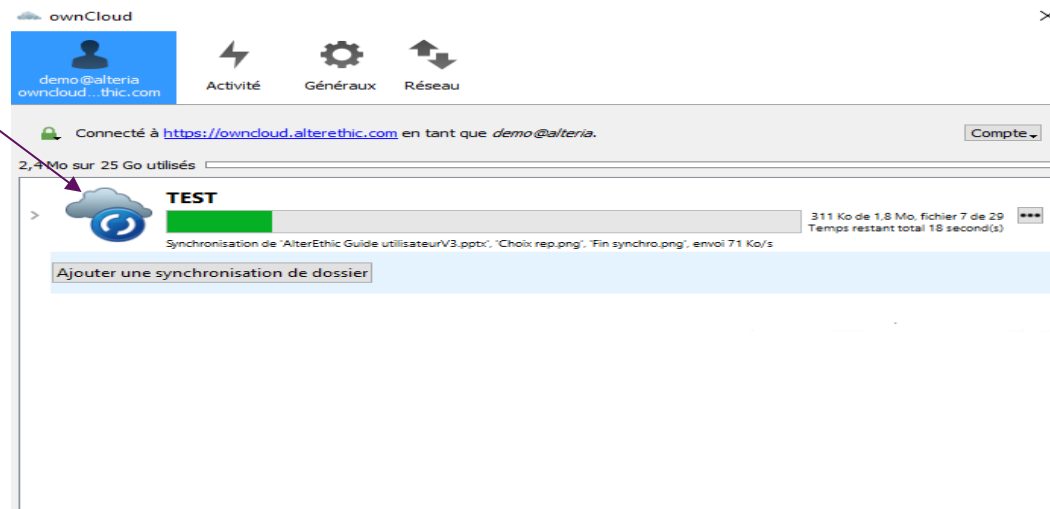 ownCloud
demo@alteria
owncloud...thic.com
Activité
Généraux
Réseau
Connecté à https://owncloud.alterethic.com en tant que demo@alteria.
Compte
2,4 Mo sur 25 Go utilisés
TEST
311 Ko de 1,8 Mo, fichier 7 de 29
Temps restant total 18 second(s)
Synchronisation de 'AlterEthic Guide utilisateurV3.pptx', 'Choix rep.png', 'Fin synchro.png', envoi 71 Ko/s
Ajouter une synchronisation de dossier